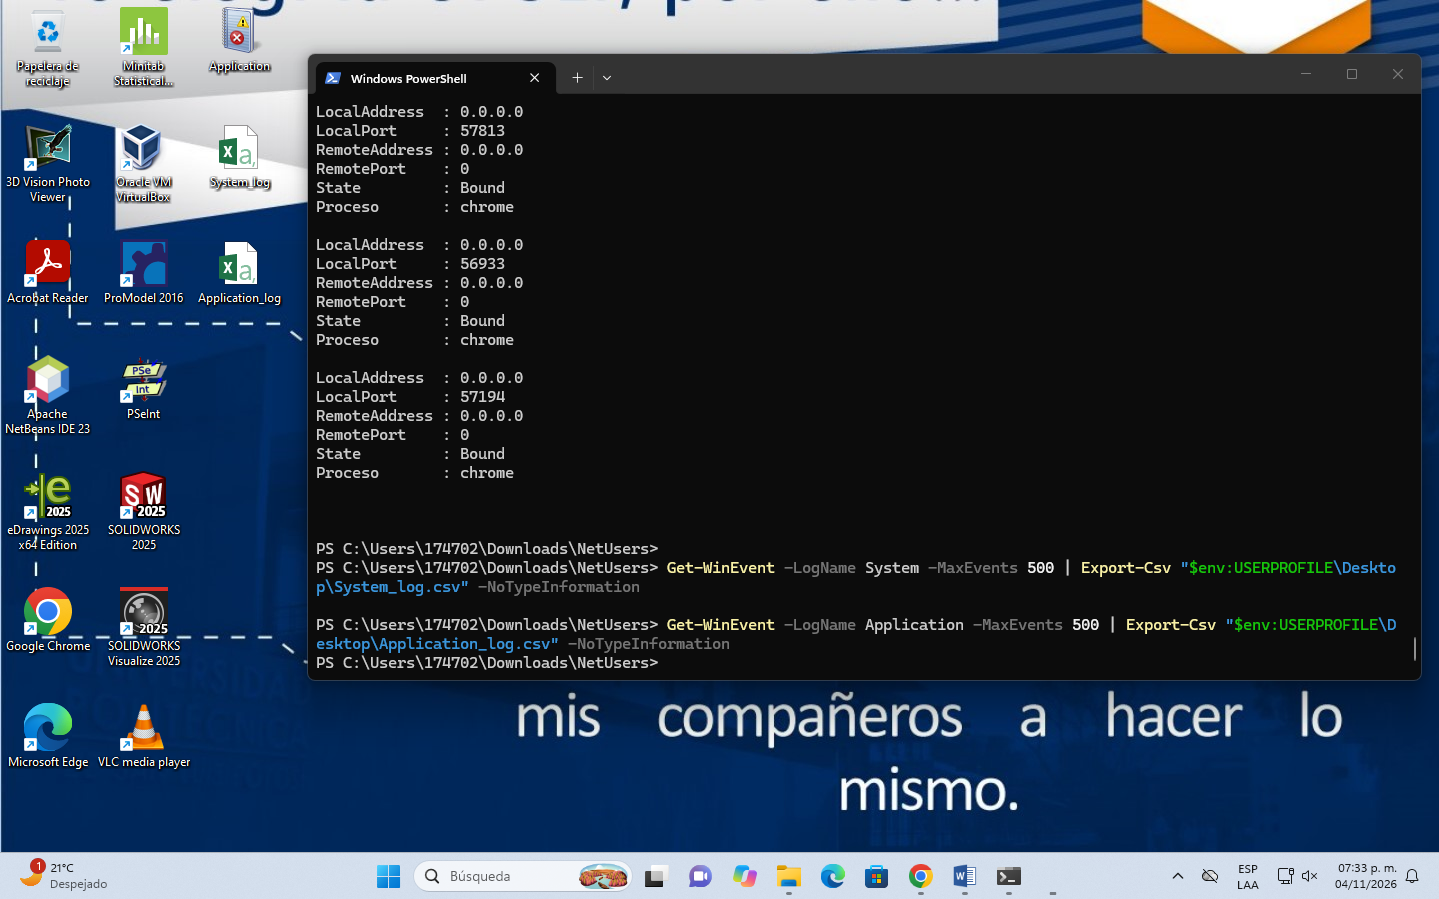 Papelera de
reciclaje
Minitab
Statistical...
Application
3D Vision Photo
Viewer
Oracle VM
VirtualBox
System_log
Acrobat Reader
ProModel 2016
Application_log
Apache
NetBeans IDE 23
PSeInt
eDrawings 2025
x64 Edition
SOLIDWORKS
2025
Google Chrome
SOLIDWORKS
Visualize 2025
Microsoft Edge
VLC media player
Windows PowerShell
LocalAddress  : 0.0.0.0
LocalPort     : 57813
RemoteAddress : 0.0.0.0
RemotePort    : 0
State         : Bound
Proceso       : chrome
LocalAddress  : 0.0.0.0
LocalPort     : 56933
RemoteAddress : 0.0.0.0
RemotePort    : 0
State         : Bound
Proceso       : chrome
LocalAddress  : 0.0.0.0
LocalPort     : 57194
RemoteAddress : 0.0.0.0
RemotePort    : 0
State         : Bound
Proceso       : chrome
PS C:\Users\174702\Downloads\NetUsers>
PS C:\Users\174702\Downloads\NetUsers> Get-WinEvent -LogName System -MaxEvents 500 | Export-Csv "$env:USERPROFILE\Deskto
p\System_log.csv" -NoTypeInformation
PS C:\Users\174702\Downloads\NetUsers> Get-WinEvent -LogName Application -MaxEvents 500 | Export-Csv "$env:USERPROFILE\D
esktop\Application_log.csv" -NoTypeInformation
PS C:\Users\174702\Downloads\NetUsers>
mis compañeros a hacer lo
mismo.
1
21°C
Despejado
Búsqueda
ESP
LAA
07:33 p. m.
04/11/2026